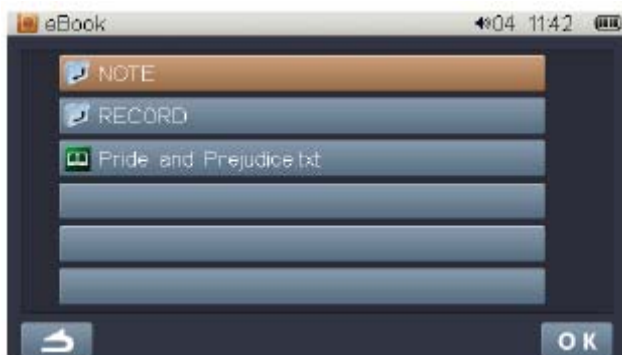 eBook 04 11:42
NOTE
RECORD
Pride and Prejudice.txt
OK